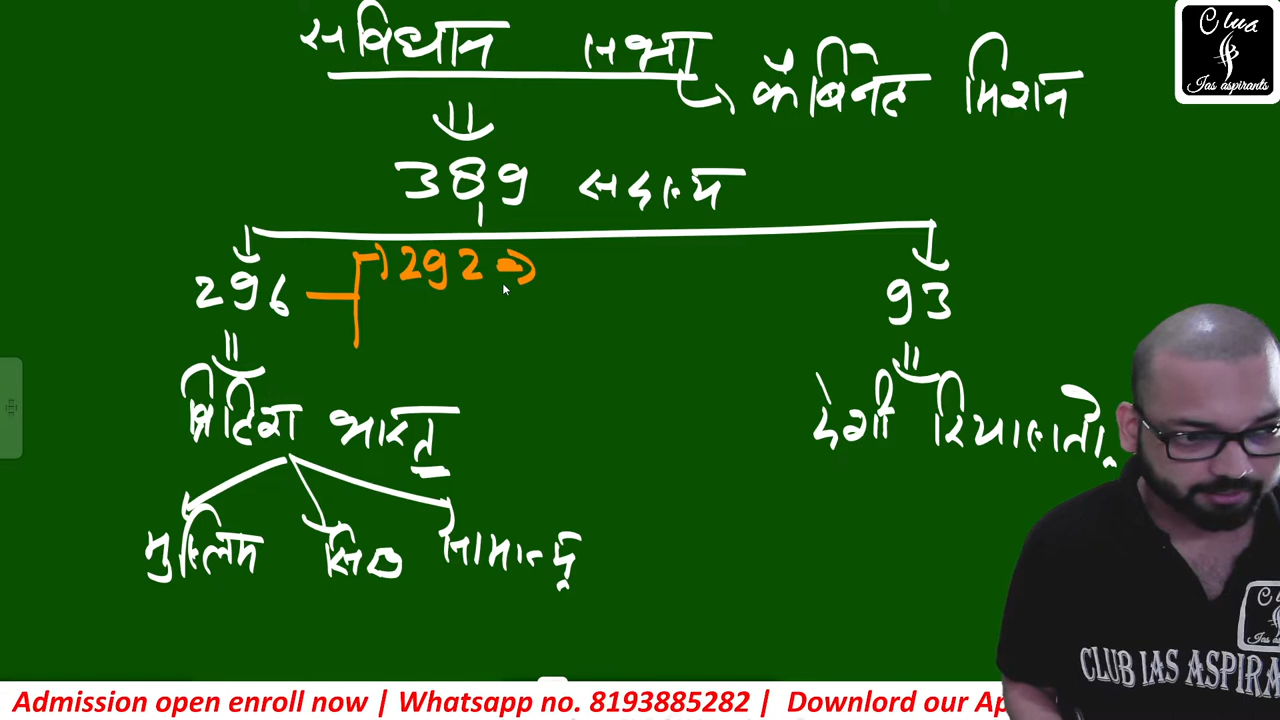 संविधान सभा
कैबिनेट मिशन
Club
Ias aspirants
389 सदस्य
296
292
93
ब्रिटिश भारत
देशी रियासतों
मुस्लिम सिख सामान्य
CLUB IAS ASPIRA
Admission open enroll now | Whatsapp no. 8193885282 | Downlord our Ap